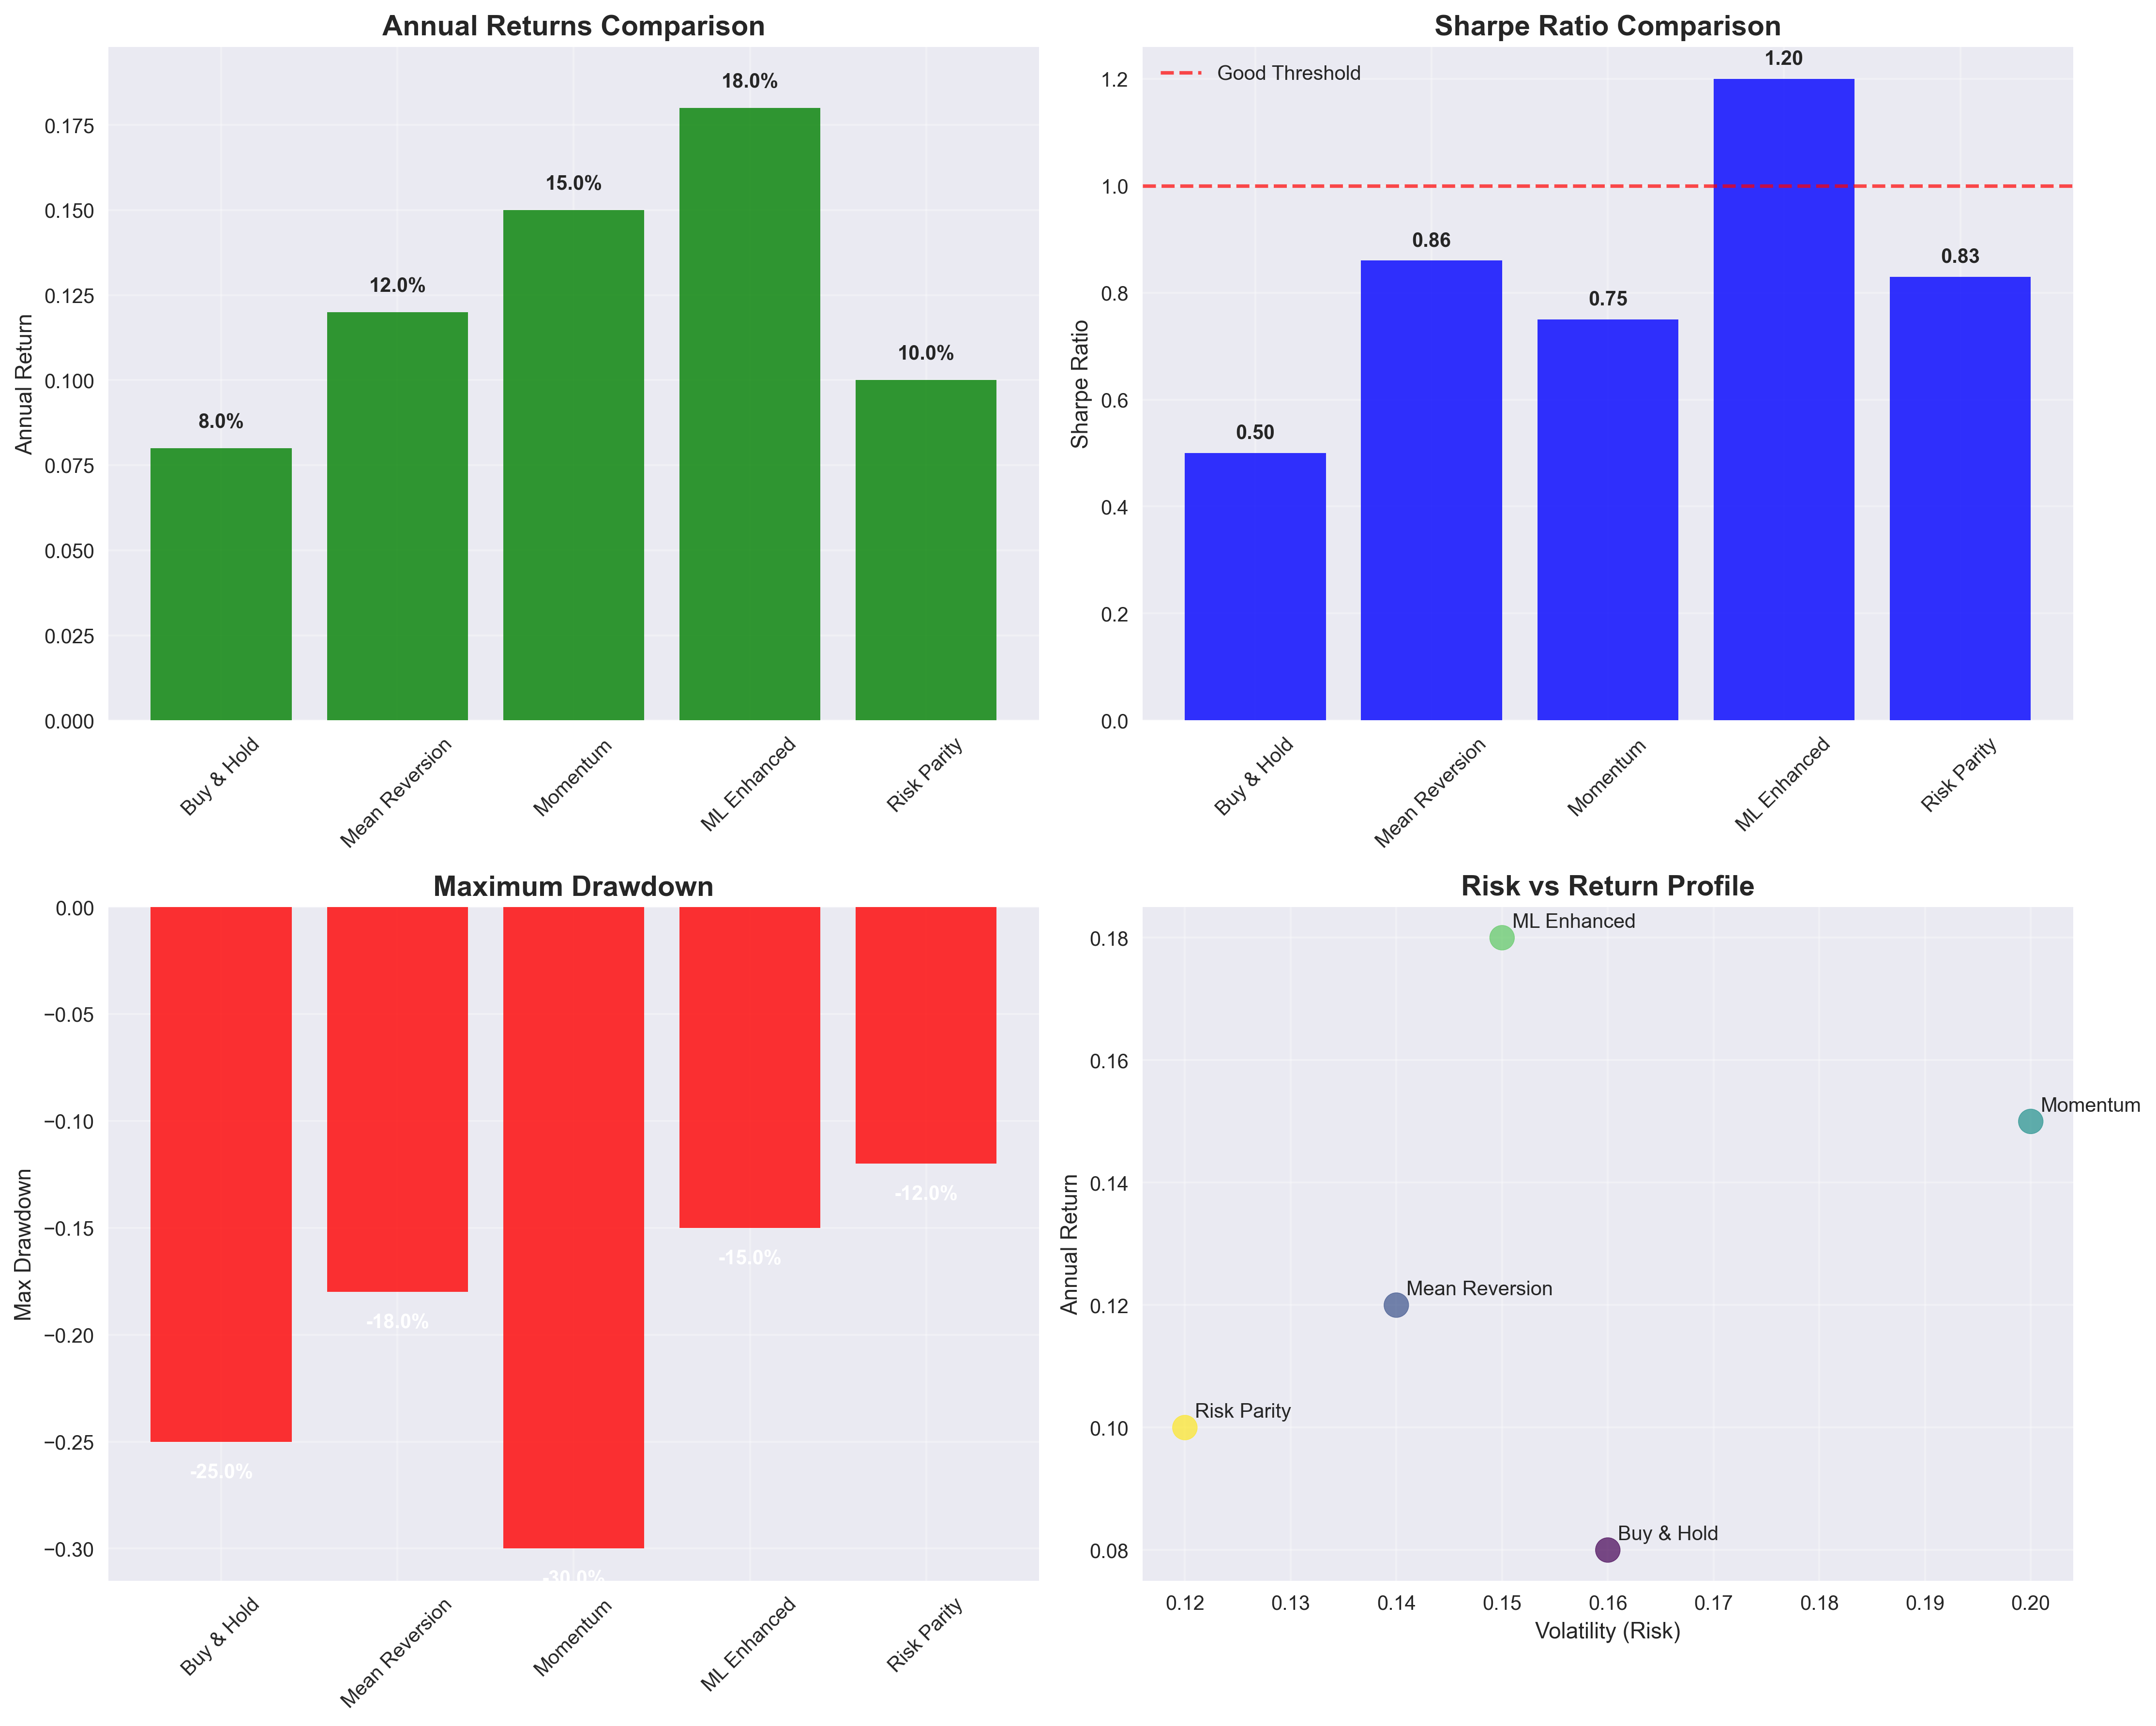 Annual Returns Comparison
Annual Return
0.175
0.150
0.125
0.100
0.075
0.050
0.025
0.000
8.0%
12.0%
15.0%
18.0%
10.0%
Buy & Hold
Mean Reversion
Momentum
ML Enhanced
Risk Parity
Sharpe Ratio Comparison
Good Threshold
Sharpe Ratio
1.2
1.0
0.8
0.6
0.4
0.2
0.0
0.50
0.86
0.75
1.20
0.83
Buy & Hold
Mean Reversion
Momentum
ML Enhanced
Risk Parity
Maximum Drawdown
Max Drawdown
0.00
−0.05
−0.10
−0.15
−0.20
−0.25
−0.30
-25.0%
-18.0%
-30.0%
-15.0%
-12.0%
Buy & Hold
Mean Reversion
Momentum
ML Enhanced
Risk Parity
Risk vs Return Profile
Annual Return
0.18
0.16
0.14
0.12
0.10
0.08
ML Enhanced
Momentum
Mean Reversion
Risk Parity
Buy & Hold
0.12 0.13 0.14 0.15 0.16 0.17 0.18 0.19 0.20
Volatility (Risk)